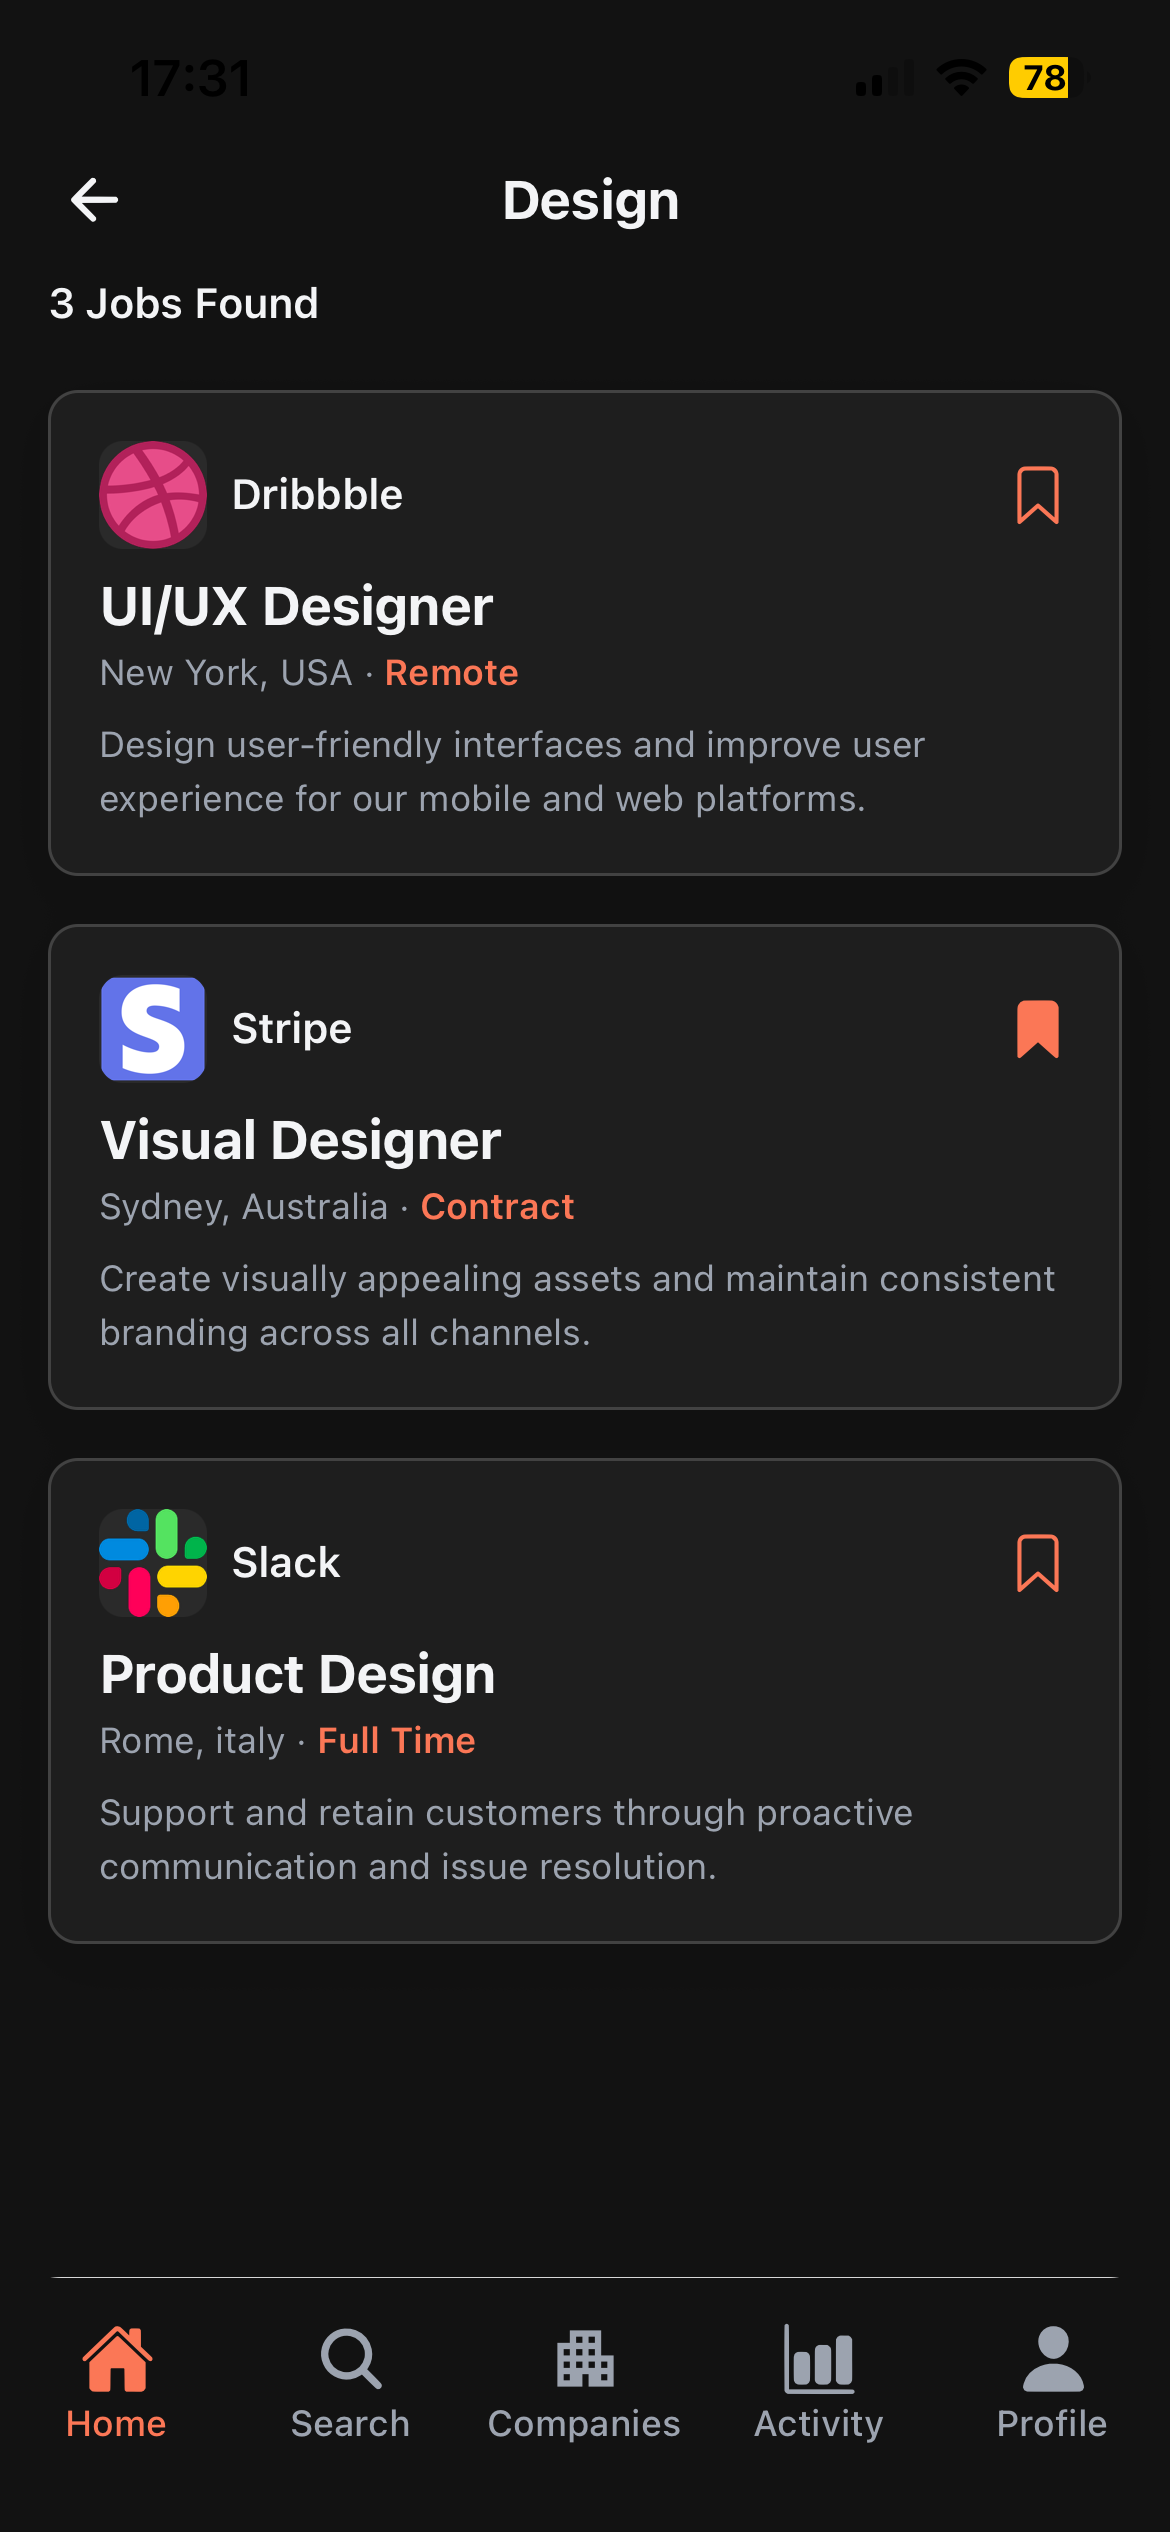 17:31
78
Design
3 Jobs Found
Dribbble
UI/UX Designer
New York, USA · Remote
Design user-friendly interfaces and improve user
experience for our mobile and web platforms.
Stripe
Visual Designer
Sydney, Australia · Contract
Create visually appealing assets and maintain consistent
branding across all channels.
Slack
Product Design
Rome, italy · Full Time
Support and retain customers through proactive
communication and issue resolution.
Home
Search
Companies
Activity
Profile